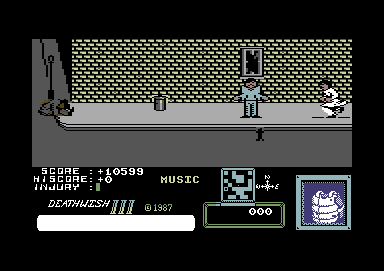 SCORE :+10599
HISCORE:+0
INJURY:
MUSIC
N
W E
S
DEATHWISH III ©1987
000